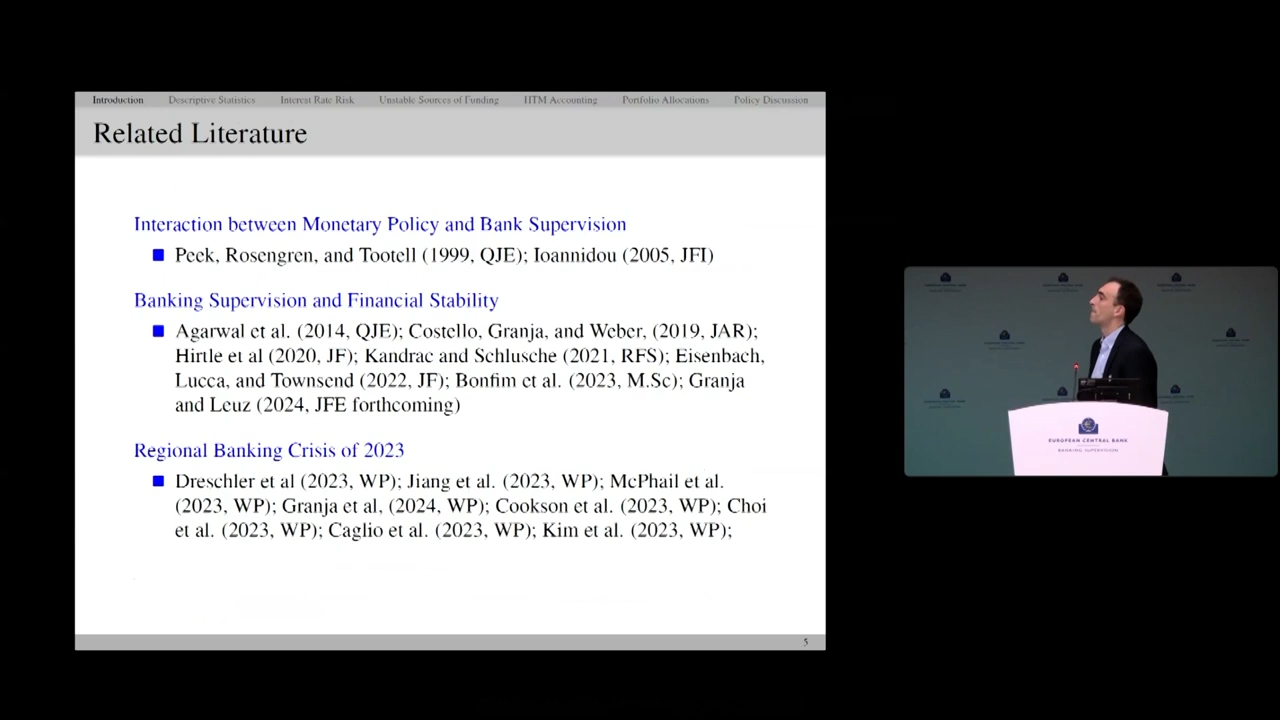 Introduction Descriptive Statistics Interest Rate Risk Unstable Sources of Funding HTM Accounting Portfolio Allocations Policy Discussion
Related Literature
Interaction between Monetary Policy and Bank Supervision
Peek, Rosengren, and Tootell (1999, QJE); Ioannidou (2005, JFI)
Banking Supervision and Financial Stability
Agarwal et al. (2014, QJE); Costello, Granja, and Weber, (2019, JAR);
Hirtle et al (2020, JF); Kandrac and Schlusche (2021, RFS); Eisenbach,
Lucca, and Townsend (2022, JF); Bonfim et al. (2023, M.Sc); Granja
and Leuz (2024, JFE forthcoming)
Regional Banking Crisis of 2023
Dreschler et al (2023, WP); Jiang et al. (2023, WP); McPhail et al.
(2023, WP); Granja et al, (2024, WP); Cookson et al. (2023, WP); Choi
et al. (2023, WP); Caglio et al. (2023, WP); Kim et al. (2023, WP);
5
EUROPEAN CENTRAL BANK
BANKING SUPERVISION